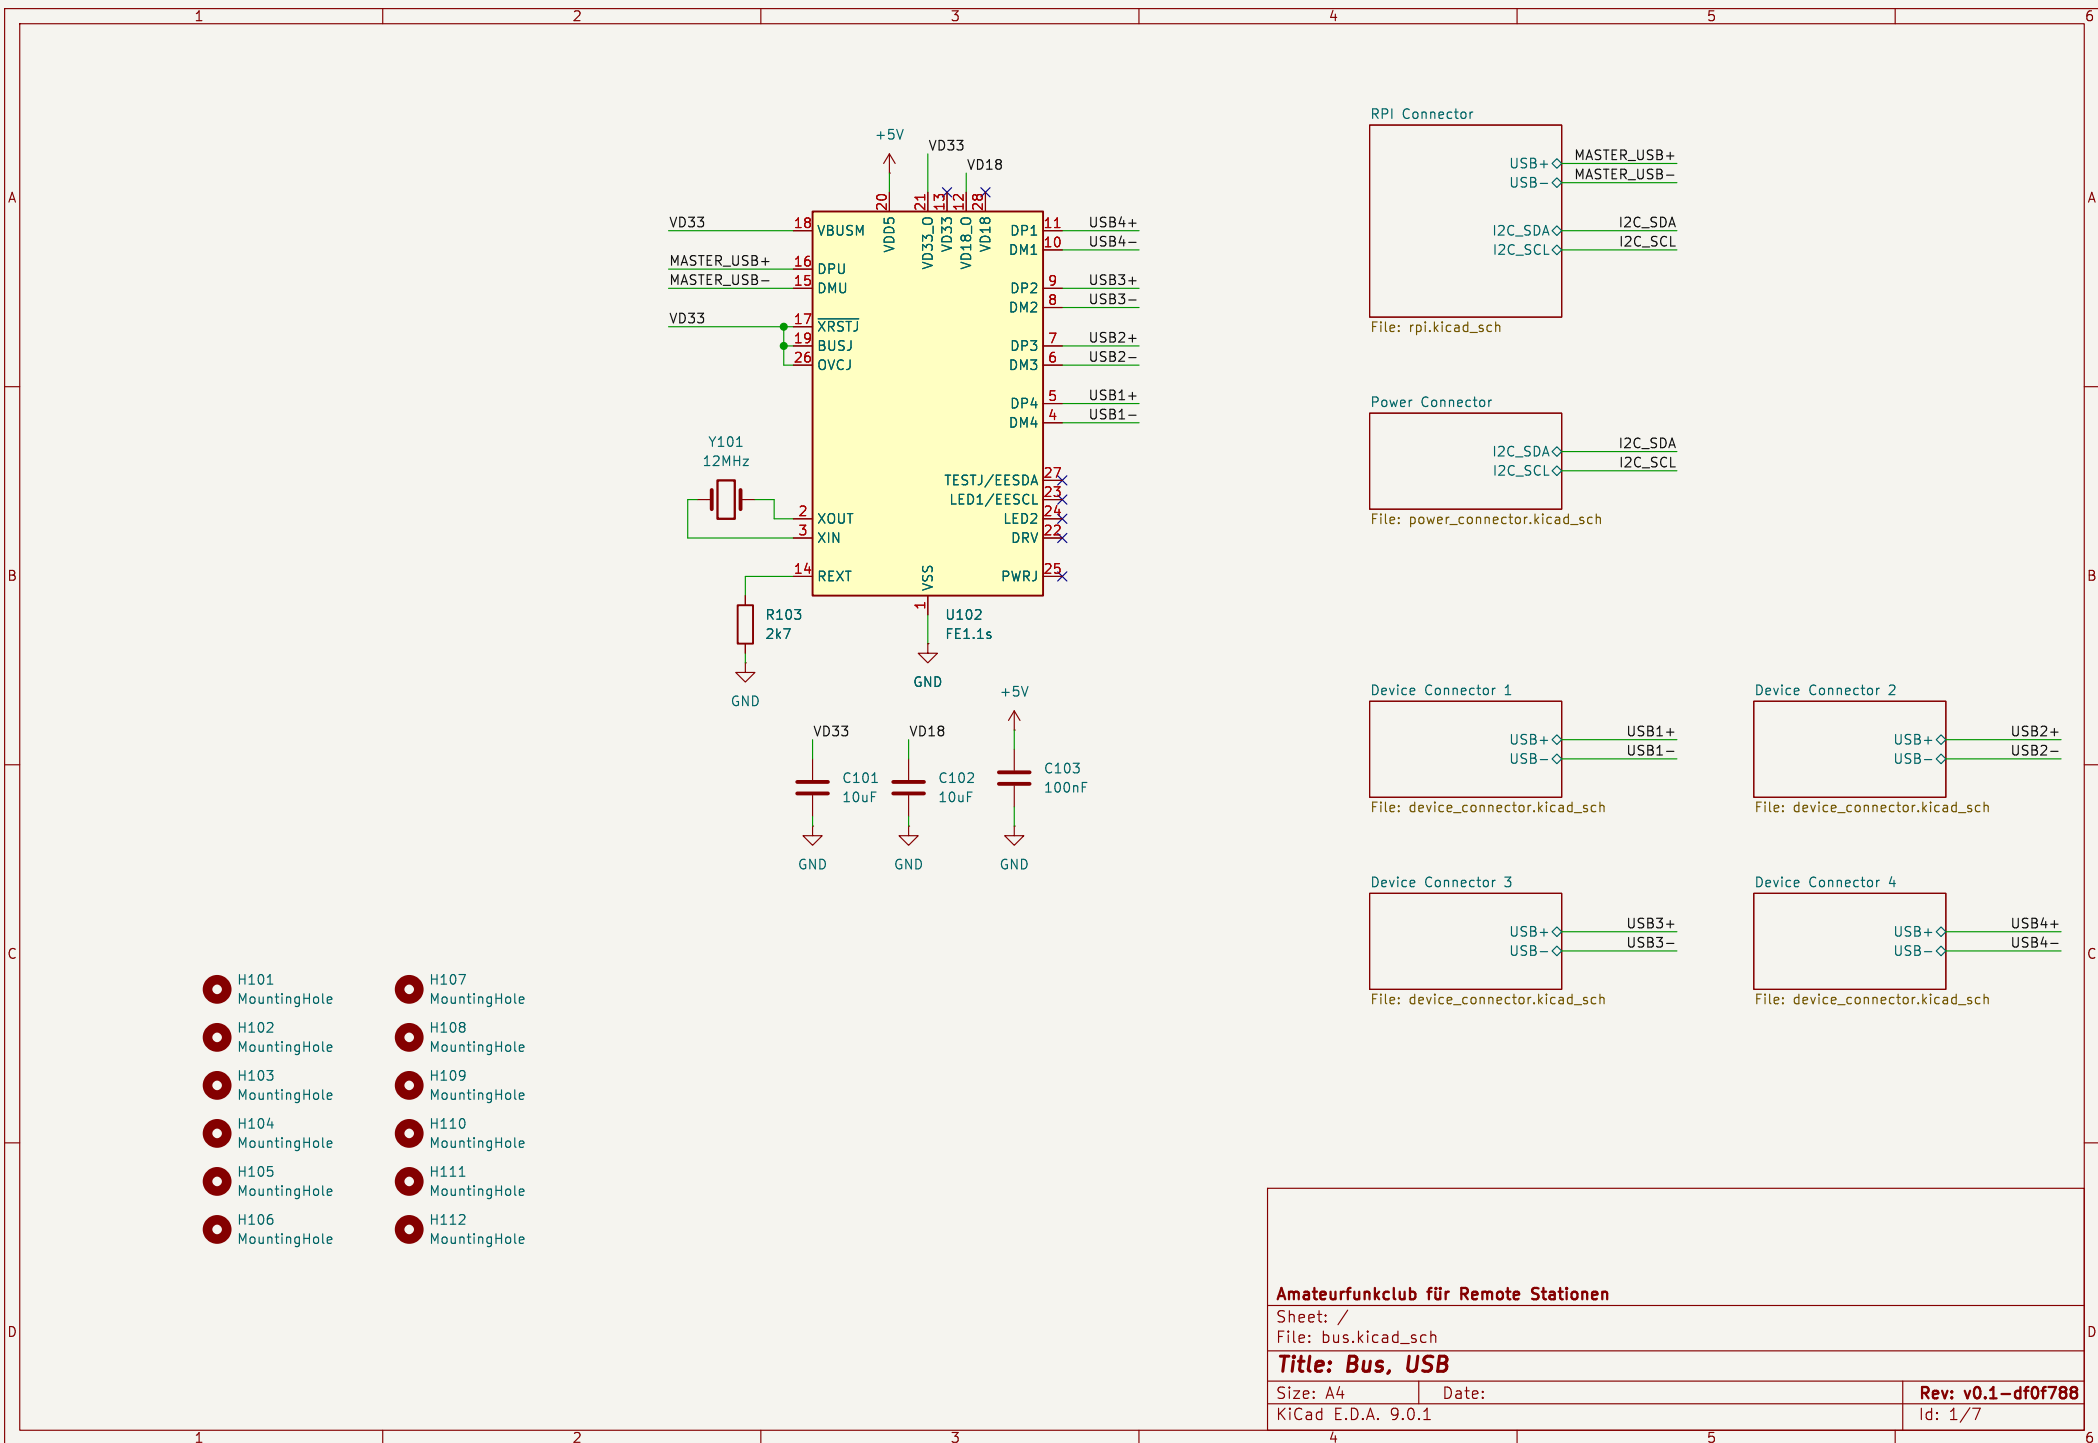 1 2 3 4 5 6
A
B
C
D
A
B
C
D
1 2 3 4 5 6
+5V
VD33
VD18
20
21
13
12
28
VDD5
VD33_O
VD33
VD18_O
VD18
VD33
18 VBUSM
MASTER_USB+
16 DPU
MASTER_USB-
15 DMU
VD33
17 XRSTJ
19 BUSJ
26 OVCJ
DP1 11 USB4+
DM1 10 USB4-
DP2 9 USB3+
DM2 8 USB3-
DP3 7 USB2+
DM3 6 USB2-
DP4 5 USB1+
DM4 4 USB1-
TESTJ/EESDA 27
LED1/EESCL 23
LED2 24
DRV 22
PWRJ 25
Y101
12MHz
2 XOUT
3 XIN
14 REXT
VSS
1
R103
2k7
GND
U102
FE1.1s
GND
+5V
VD33
C101
10uF
GND
VD18
C102
10uF
GND
C103
100nF
GND
RPI Connector
USB+ MASTER_USB+
USB- MASTER_USB-
I2C_SDA I2C_SDA
I2C_SCL I2C_SCL
File: rpi.kicad_sch
Power Connector
I2C_SDA I2C_SDA
I2C_SCL I2C_SCL
File: power_connector.kicad_sch
Device Connector 1
USB+ USB1+
USB- USB1-
File: device_connector.kicad_sch
Device Connector 2
USB+ USB2+
USB- USB2-
File: device_connector.kicad_sch
Device Connector 3
USB+ USB3+
USB- USB3-
File: device_connector.kicad_sch
Device Connector 4
USB+ USB4+
USB- USB4-
File: device_connector.kicad_sch
H101
MountingHole
H102
MountingHole
H103
MountingHole
H104
MountingHole
H105
MountingHole
H106
MountingHole
H107
MountingHole
H108
MountingHole
H109
MountingHole
H110
MountingHole
H111
MountingHole
H112
MountingHole
Amateurfunkclub für Remote Stationen
Sheet: /
File: bus.kicad_sch
Title: Bus, USB
Size: A4 Date: Rev: v0.1-df0f788
KiCad E.D.A. 9.0.1 Id: 1/7